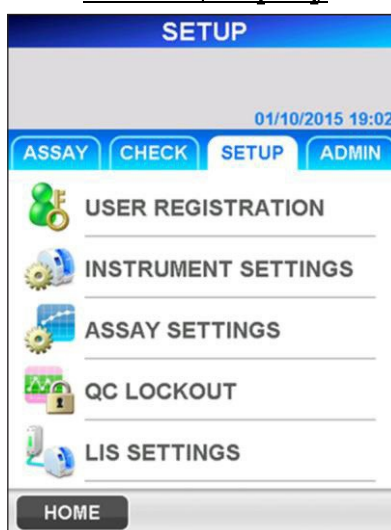 SETUP
01/10/2015 19:02
ASSAY CHECK SETUP ADMIN
USER REGISTRATION
INSTRUMENT SETTINGS
ASSAY SETTINGS
QC LOCKOUT
LIS SETTINGS
HOME